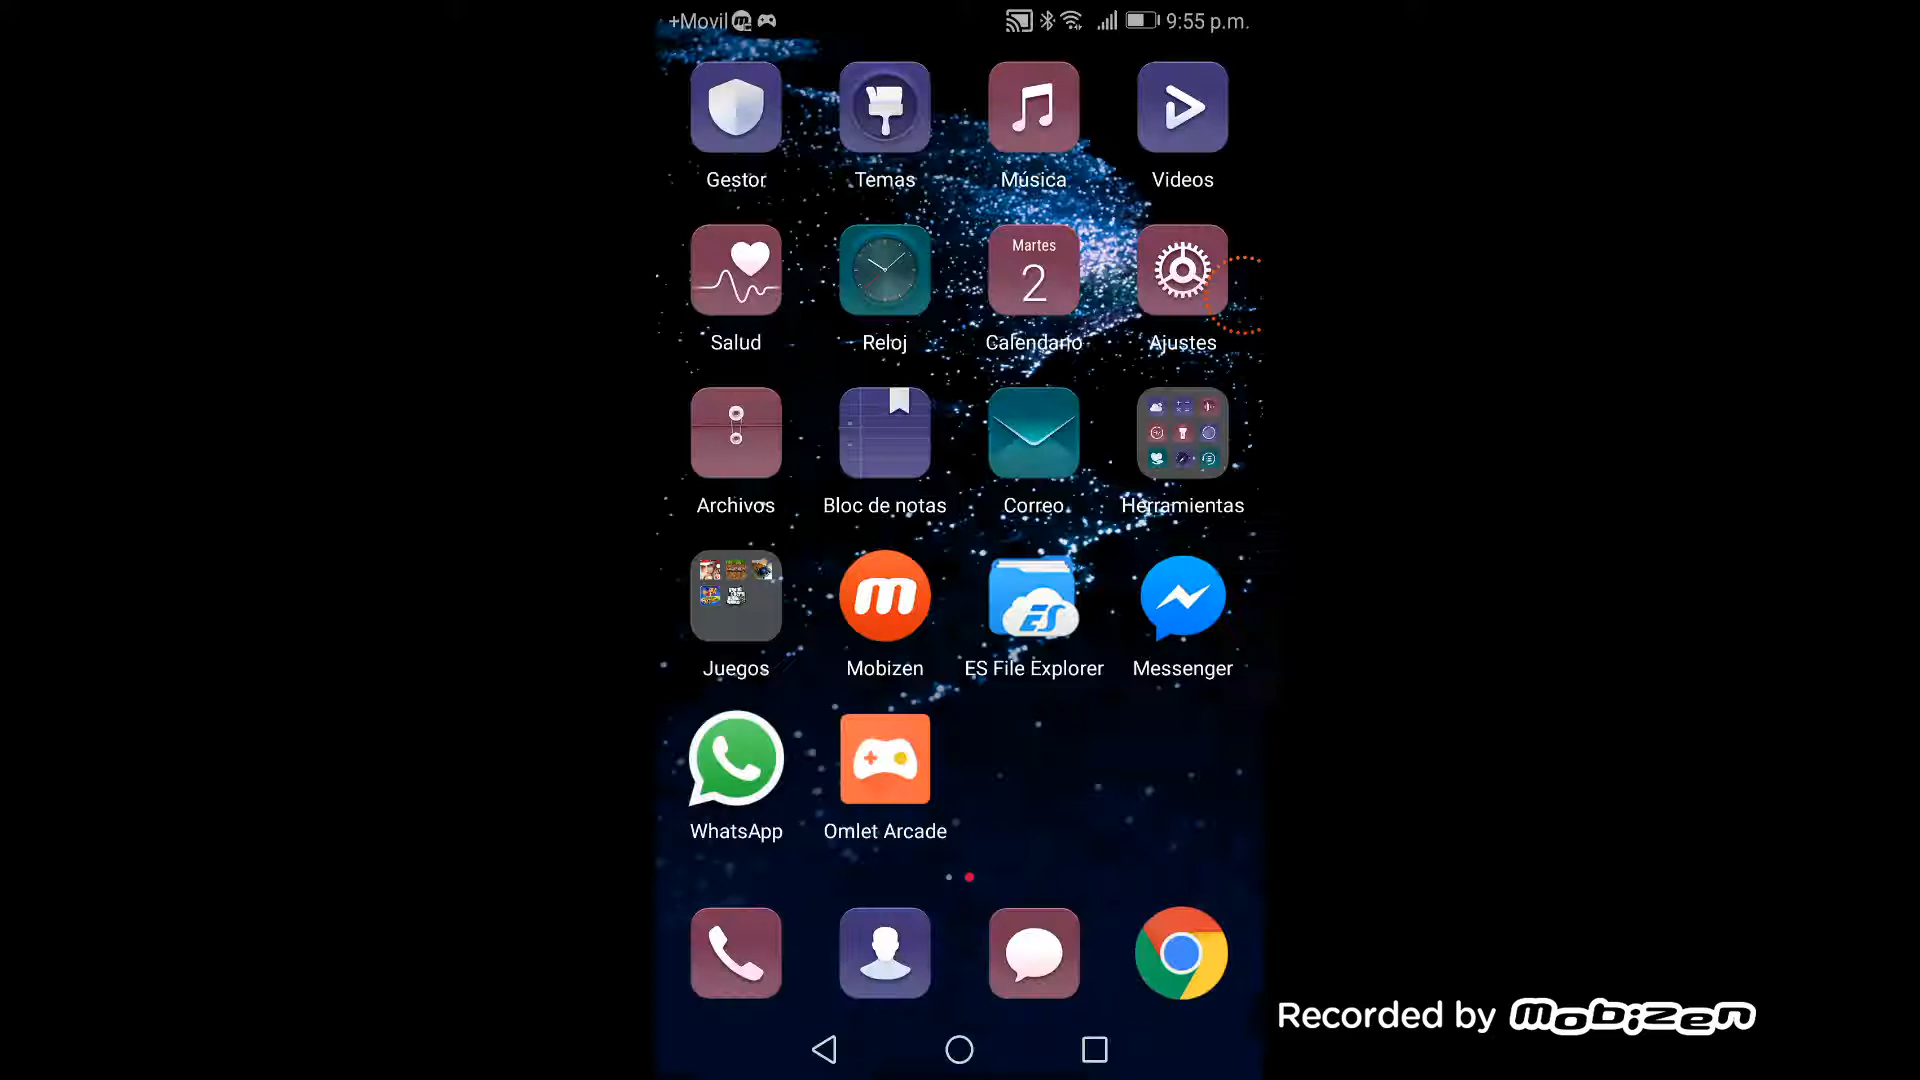 +Movil 9:55 p.m.
Gestor Temas Música Videos
Martes
2
Salud Reloj Calendario Ajustes
Archivos Bloc de notas Correo Herramientas
m ES
Juegos Mobizen ES File Explorer Messenger
WhatsApp Omlet Arcade
Recorded by mobizen